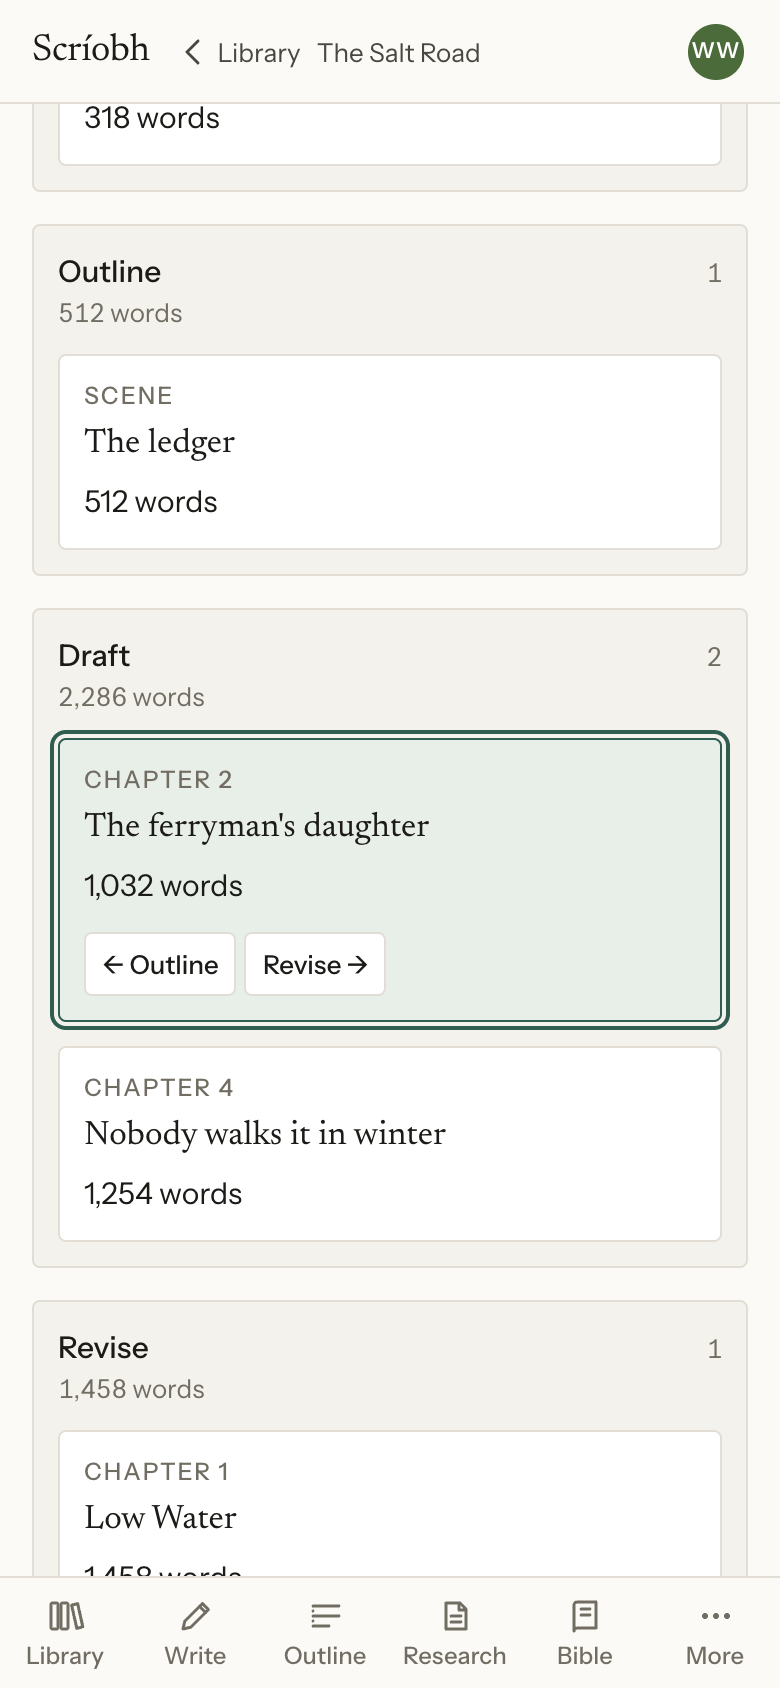 Scríobh
Library The Salt Road
WW
318 words
Outline
1
512 words
SCENE
The ledger
512 words
Draft
2
2,286 words
CHAPTER 2
The ferryman's daughter
1,032 words
← Outline
Revise →
CHAPTER 4
Nobody walks it in winter
1,254 words
Revise
1
1,458 words
CHAPTER 1
Low Water
1,458 words
Library
Write
Outline
Research
Bible
More